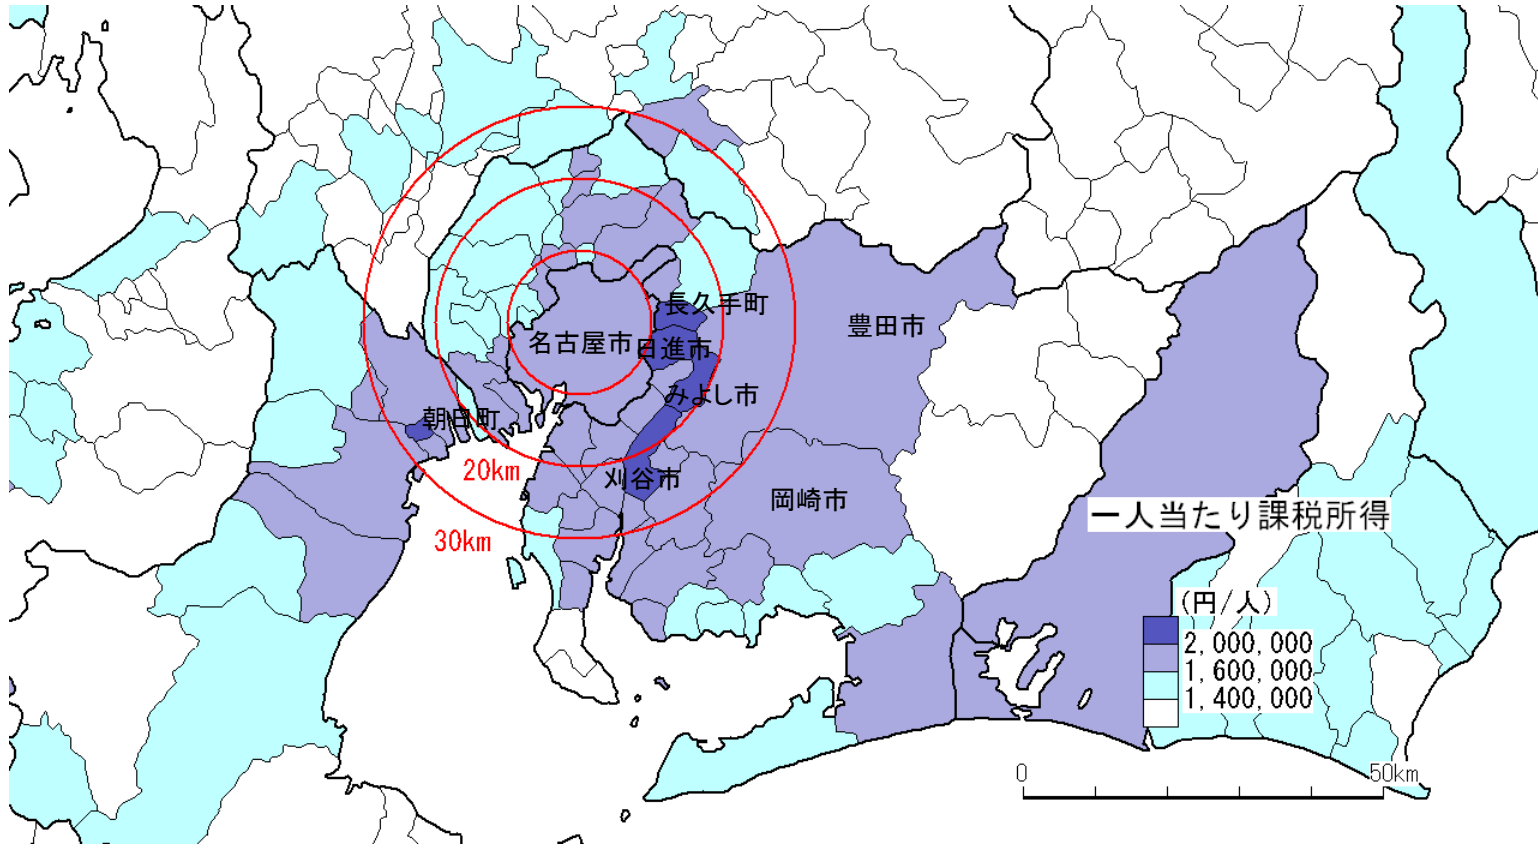 長久手町
豊田市
名古屋市
日進市
みよし市
朝日町
20km
刈谷市
岡崎市
30km
一人当たり課税所得
(円/人)
2,000,000
1,600,000
1,400,000
0
50km